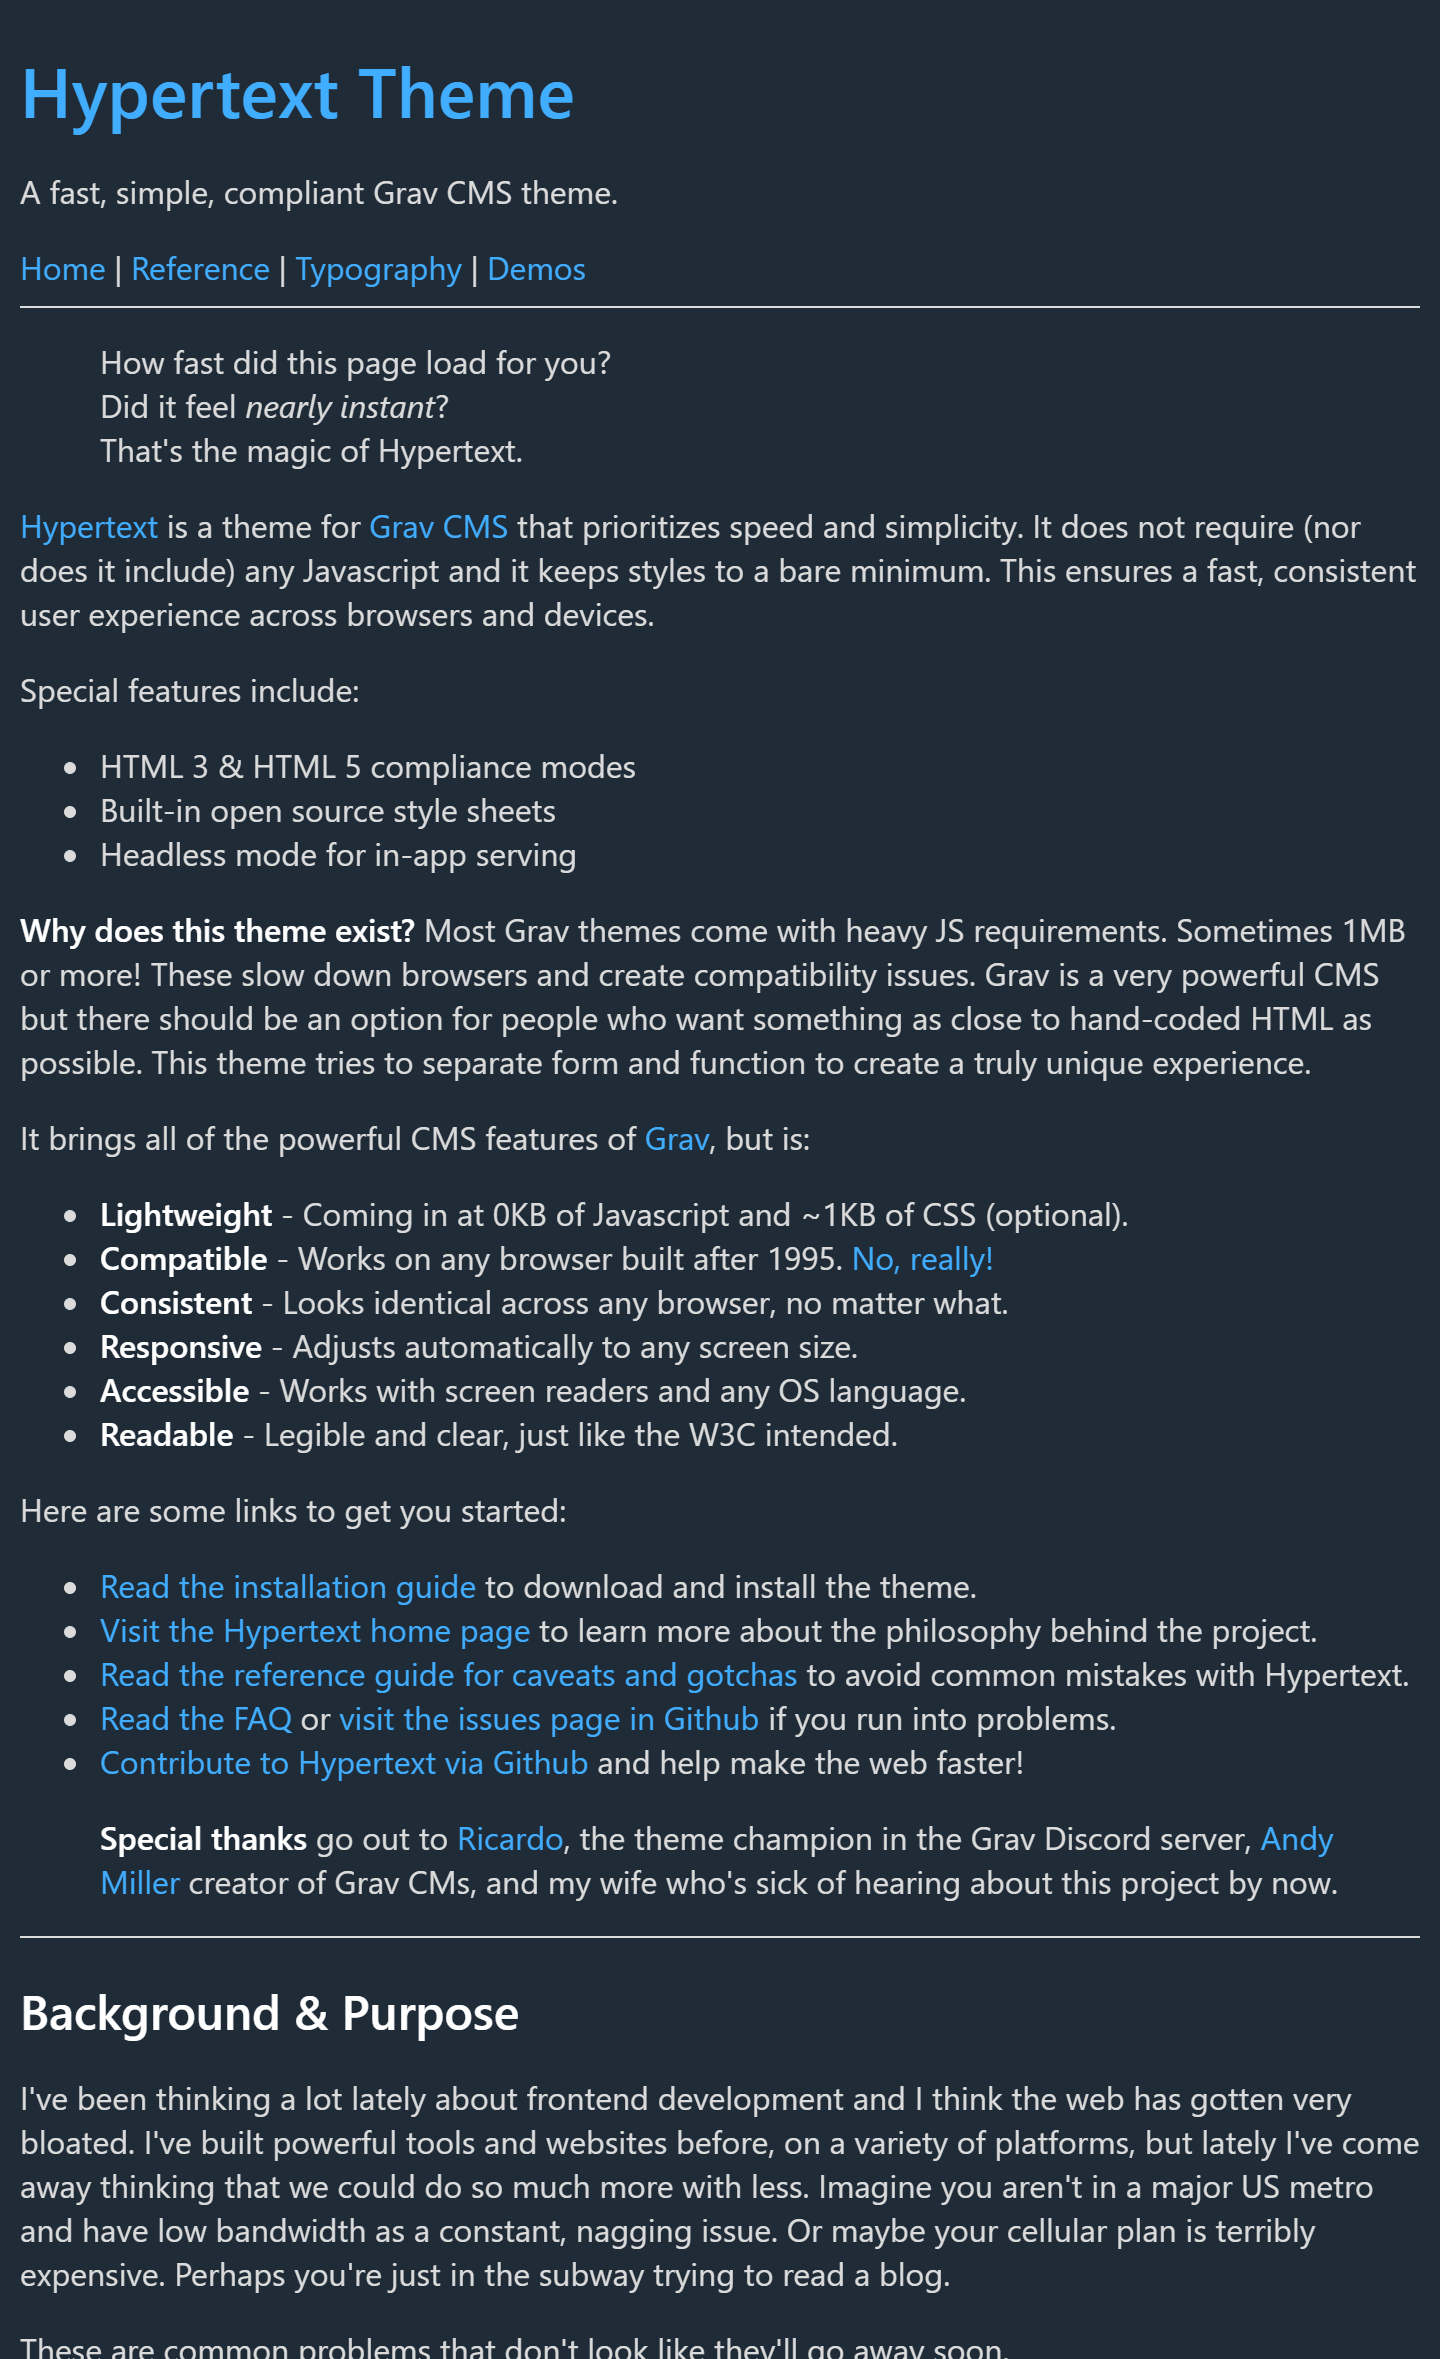 Hypertext Theme
A fast, simple, compliant Grav CMS theme.
Home | Reference | Typography | Demos
How fast did this page load for you?
Did it feel nearly instant?
That's the magic of Hypertext.
Hypertext is a theme for Grav CMS that prioritizes speed and simplicity. It does not require (nor
does it include) any Javascript and it keeps styles to a bare minimum. This ensures a fast, consistent
user experience across browsers and devices.
Special features include:
• HTML 3 & HTML 5 compliance modes
• Built-in open source style sheets
• Headless mode for in-app serving
Why does this theme exist? Most Grav themes come with heavy JS requirements. Sometimes 1MB
or more! These slow down browsers and create compatibility issues. Grav is a very powerful CMS
but there should be an option for people who want something as close to hand-coded HTML as
possible. This theme tries to separate form and function to create a truly unique experience.
It brings all of the powerful CMS features of Grav, but is:
• Lightweight - Coming in at 0KB of Javascript and ~1KB of CSS (optional).
• Compatible - Works on any browser built after 1995. No, really!
• Consistent - Looks identical across any browser, no matter what.
• Responsive - Adjusts automatically to any screen size.
• Accessible - Works with screen readers and any OS language.
• Readable - Legible and clear, just like the W3C intended.
Here are some links to get you started:
• Read the installation guide to download and install the theme.
• Visit the Hypertext home page to learn more about the philosophy behind the project.
• Read the reference guide for caveats and gotchas to avoid common mistakes with Hypertext.
• Read the FAQ or visit the issues page in Github if you run into problems.
• Contribute to Hypertext via Github and help make the web faster!
Special thanks go out to Ricardo, the theme champion in the Grav Discord server, Andy
Miller creator of Grav CMs, and my wife who's sick of hearing about this project by now.
Background & Purpose
I've been thinking a lot lately about frontend development and I think the web has gotten very
bloated. I've built powerful tools and websites before, on a variety of platforms, but lately I've come
away thinking that we could do so much more with less. Imagine you aren't in a major US metro
and have low bandwidth as a constant, nagging issue. Or maybe your cellular plan is terribly
expensive. Perhaps you're just in the subway trying to read a blog.
These are common problems that don't look like they'll go away soon.